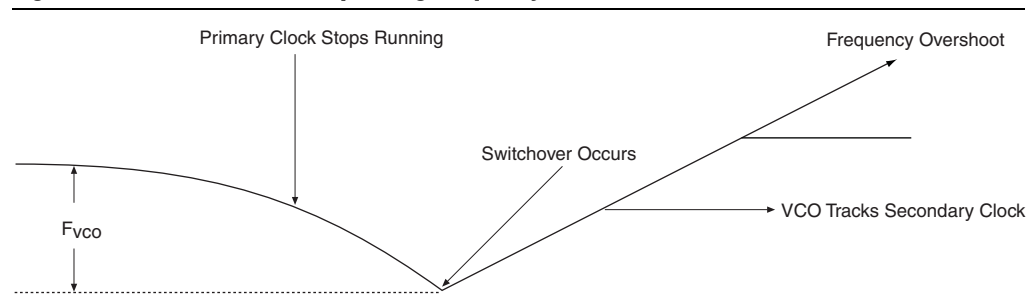 Primary Clock Stops Running
Frequency Overshoot
Switchover Occurs
VCO Tracks Secondary Clock
Fvco